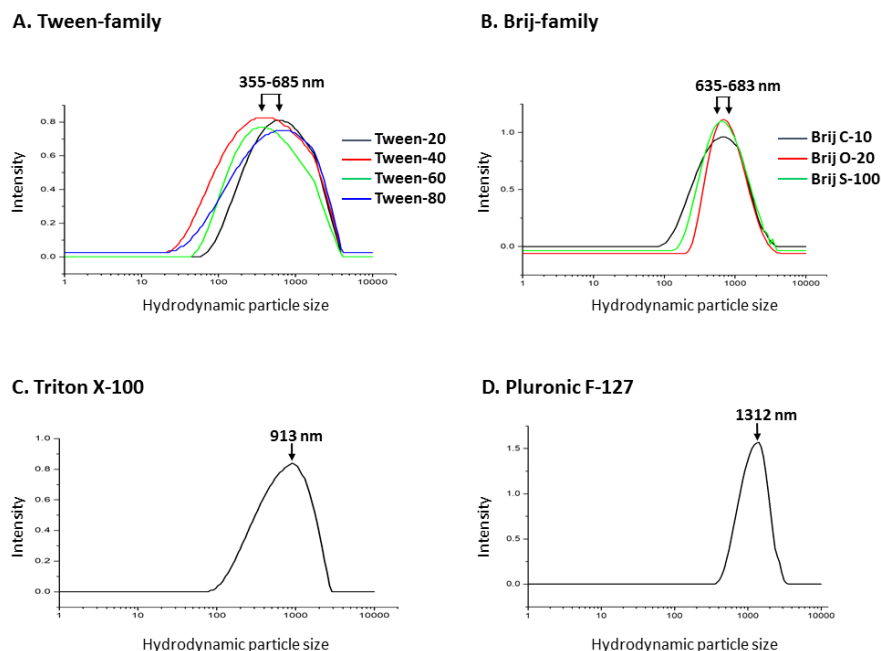 A. Tween-family
355-685 nm
Intensity
0.8
0.6
0.4
0.2
0.0
1 10 100 1000 10000
Hydrodynamic particle size
Tween-20
Tween-40
Tween-60
Tween-80
B. Brij-family
635-683 nm
Intensity
1.0
0.5
0.0
1 10 100 1000 10000
Hydrodynamic particle size
Brij C-10
Brij O-20
Brij S-100
C. Triton X-100
913 nm
Intensity
1.0
0.8
0.6
0.4
0.2
0.0
1 10 100 1000 10000
Hydrodynamic particle size
D. Pluronic F-127
1312 nm
Intensity
1.5
1.0
0.5
0.0
1 10 100 1000 10000
Hydrodynamic particle size